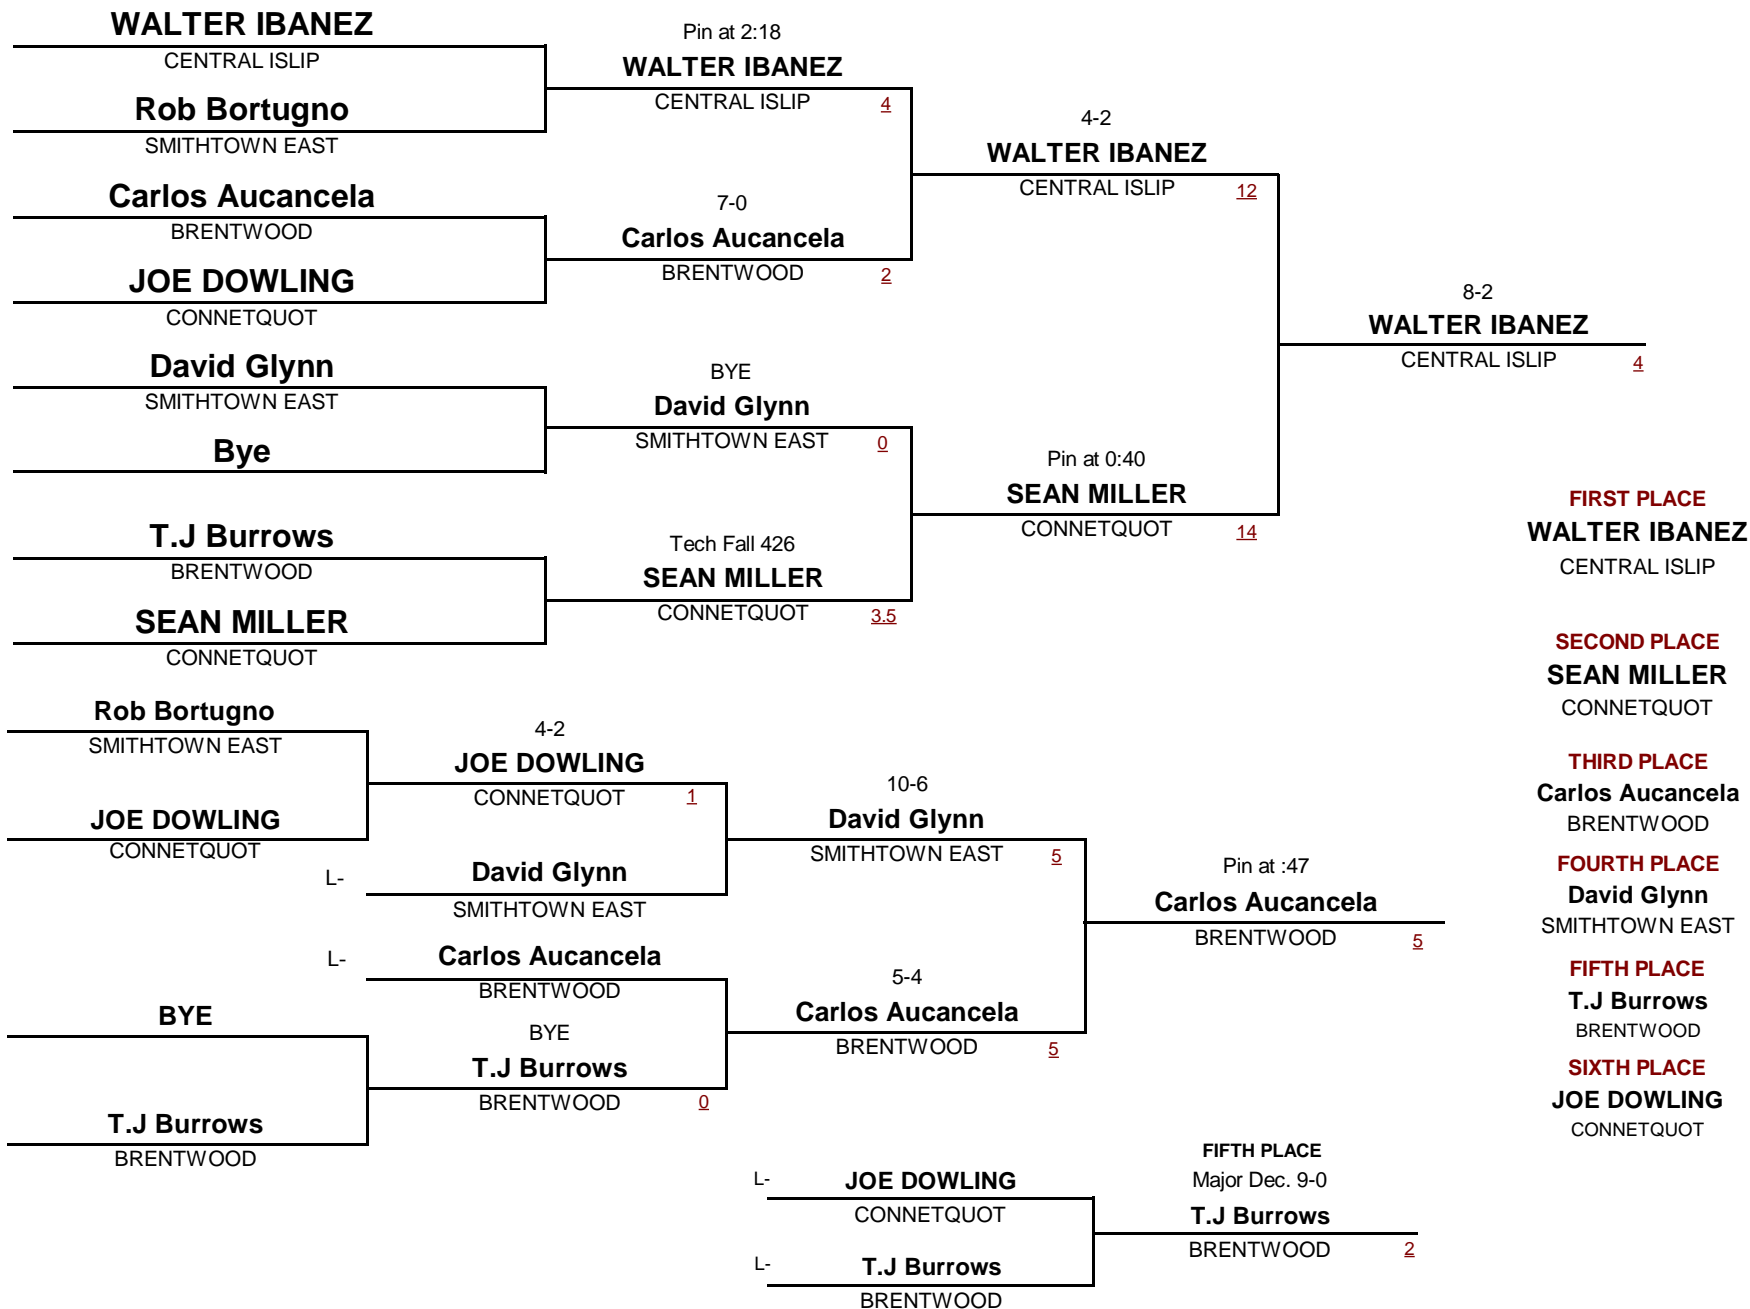 WALTER IBANEZ
CENTRAL ISLIP
Rob Bortugno
SMITHTOWN EAST
Carlos Aucancela
BRENTWOOD
JOE DOWLING
CONNETQUOT
David Glynn
SMITHTOWN EAST
Bye
T.J Burrows
BRENTWOOD
SEAN MILLER
CONNETQUOT
Pin at 2:18
WALTER IBANEZ
CENTRAL ISLIP 4
7-0
Carlos Aucancela
BRENTWOOD 2
BYE
David Glynn
SMITHTOWN EAST 0
Tech Fall 426
SEAN MILLER
CONNETQUOT 3.5
4-2
WALTER IBANEZ
CENTRAL ISLIP 12
Pin at 0:40
SEAN MILLER
CONNETQUOT 14
8-2
WALTER IBANEZ
CENTRAL ISLIP 4
Rob Bortugno
SMITHTOWN EAST
JOE DOWLING
CONNETQUOT
BYE
T.J Burrows
BRENTWOOD
4-2
JOE DOWLING
CONNETQUOT 1
L- David Glynn
SMITHTOWN EAST
L- Carlos Aucancela
BRENTWOOD
BYE
T.J Burrows
BRENTWOOD 0
10-6
David Glynn
SMITHTOWN EAST 5
5-4
Carlos Aucancela
BRENTWOOD 5
Pin at :47
Carlos Aucancela
BRENTWOOD 5
L- JOE DOWLING
CONNETQUOT
L- T.J Burrows
BRENTWOOD
FIFTH PLACE
Major Dec. 9-0
T.J Burrows
BRENTWOOD 2
FIRST PLACE
WALTER IBANEZ
CENTRAL ISLIP
SECOND PLACE
SEAN MILLER
CONNETQUOT
THIRD PLACE
Carlos Aucancela
BRENTWOOD
FOURTH PLACE
David Glynn
SMITHTOWN EAST
FIFTH PLACE
T.J Burrows
BRENTWOOD
SIXTH PLACE
JOE DOWLING
CONNETQUOT